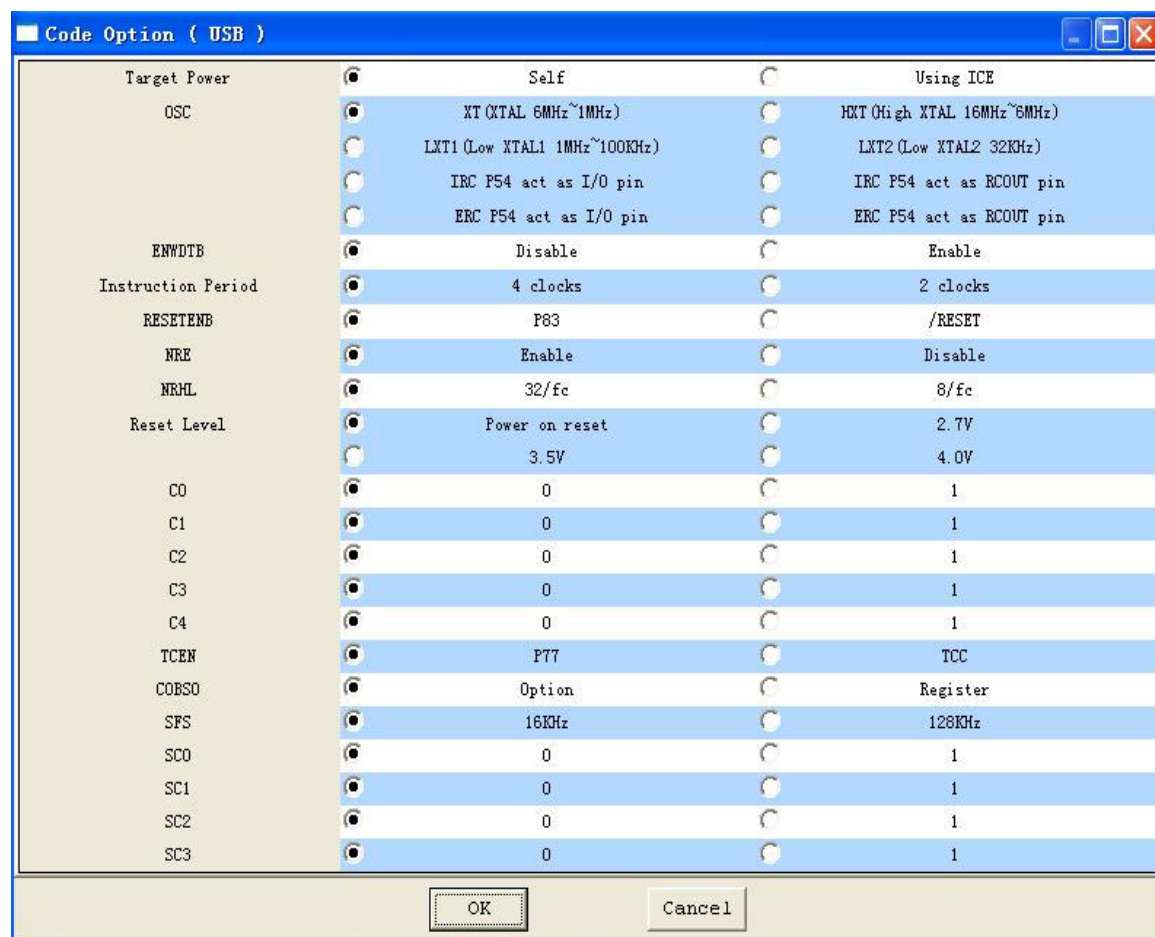 Code Option ( USB )
Target Power Self Using ICE
OSC XT(XTAL 6MHz~1MHz) HXT(High XTAL 16MHz~6MHz)
LXT1(Low XTAL1 1MHz~100KHz) LXT2(Low XTAL2 32KHz)
IRC P54 act as I/O pin IRC P54 act as RCOUT pin
ERC P54 act as I/O pin ERC P54 act as RCOUT pin
ENWDTB Disable Enable
Instruction Period 4 clocks 2 clocks
RESETENB P83 /RESET
NRE Enable Disable
NRHL 32/fc 8/fc
Reset Level Power on reset 2.7V
3.5V 4.0V
C0 0 1
C1 0 1
C2 0 1
C3 0 1
C4 0 1
TCEN P77 TCC
COBSO Option Register
SFS 16KHz 128KHz
SC0 0 1
SC1 0 1
SC2 0 1
SC3 0 1
OK Cancel